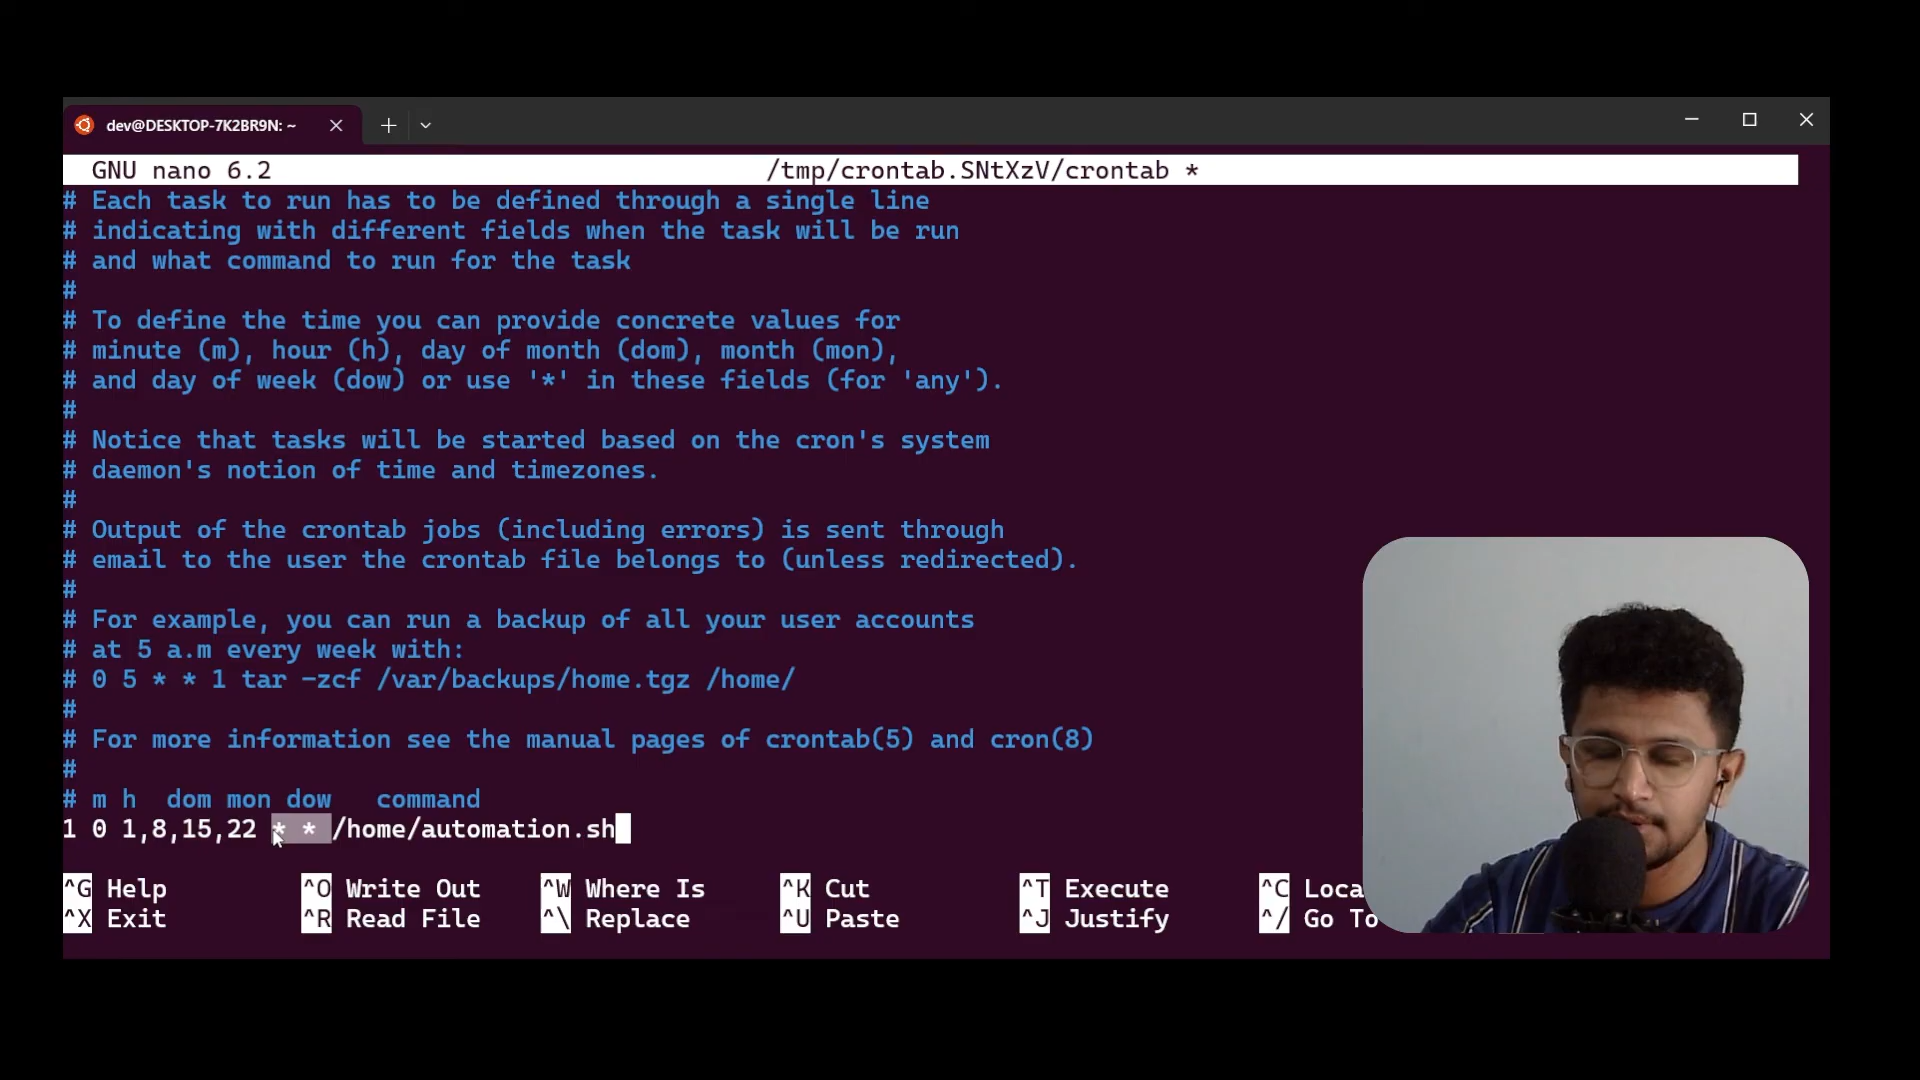 dev@DESKTOP-7K2BR9N: ~
GNU nano 6.2 /tmp/crontab.SNtXzV/crontab *
# Each task to run has to be defined through a single line
# indicating with different fields when the task will be run
# and what command to run for the task
#
# To define the time you can provide concrete values for
# minute (m), hour (h), day of month (dom), month (mon),
# and day of week (dow) or use '*' in these fields (for 'any').
#
# Notice that tasks will be started based on the cron's system
# daemon's notion of time and timezones.
#
# Output of the crontab jobs (including errors) is sent through
# email to the user the crontab file belongs to (unless redirected).
#
# For example, you can run a backup of all your user accounts
# at 5 a.m every week with:
# 0 5 * * 1 tar -zcf /var/backups/home.tgz /home/
#
# For more information see the manual pages of crontab(5) and cron(8)
#
# m h  dom mon dow   command
1 0 1,8,15,22 * * /home/automation.sh
^G Help ^O Write Out ^W Where Is ^K Cut ^T Execute ^C Loca
^X Exit ^R Read File ^\ Replace ^U Paste ^J Justify ^/ Go To